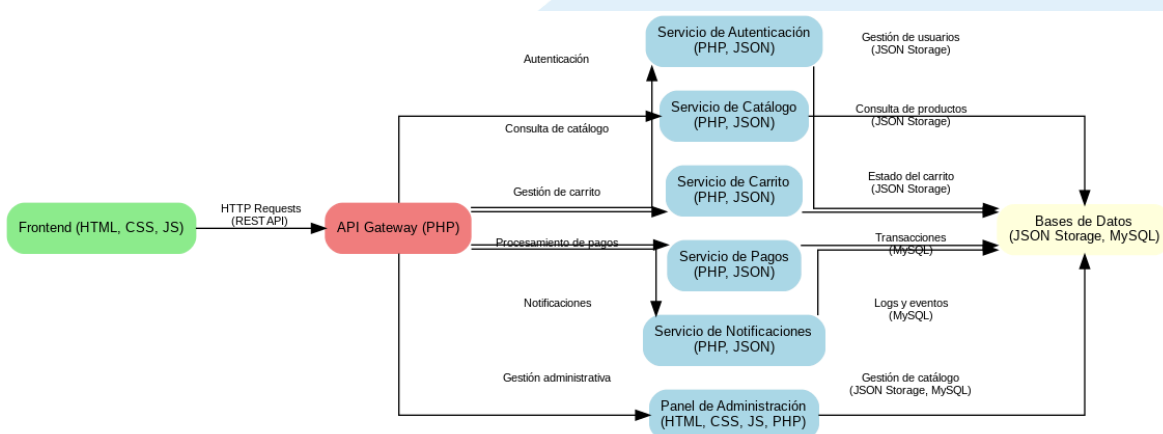 Servicio de Autenticación
(PHP, JSON)
Gestión de usuarios
(JSON Storage)
Autenticación
Servicio de Catálogo
(PHP, JSON)
Consulta de productos
(JSON Storage)
Consulta de catálogo
Servicio de Carrito
(PHP, JSON)
Estado del carrito
(JSON Storage)
Gestión de carrito
Frontend (HTML, CSS, JS)
HTTP Requests
(REST API)
API Gateway (PHP)
Bases de Datos
(JSON Storage, MySQL)
Procesamiento de pagos
Servicio de Pagos
(PHP, JSON)
Transacciones
(MySQL)
Notificaciones
Servicio de Notificaciones
(PHP, JSON)
Logs y eventos
(MySQL)
Gestión administrativa
Panel de Administración
(HTML, CSS, JS, PHP)
Gestión de catálogo
(JSON Storage, MySQL)